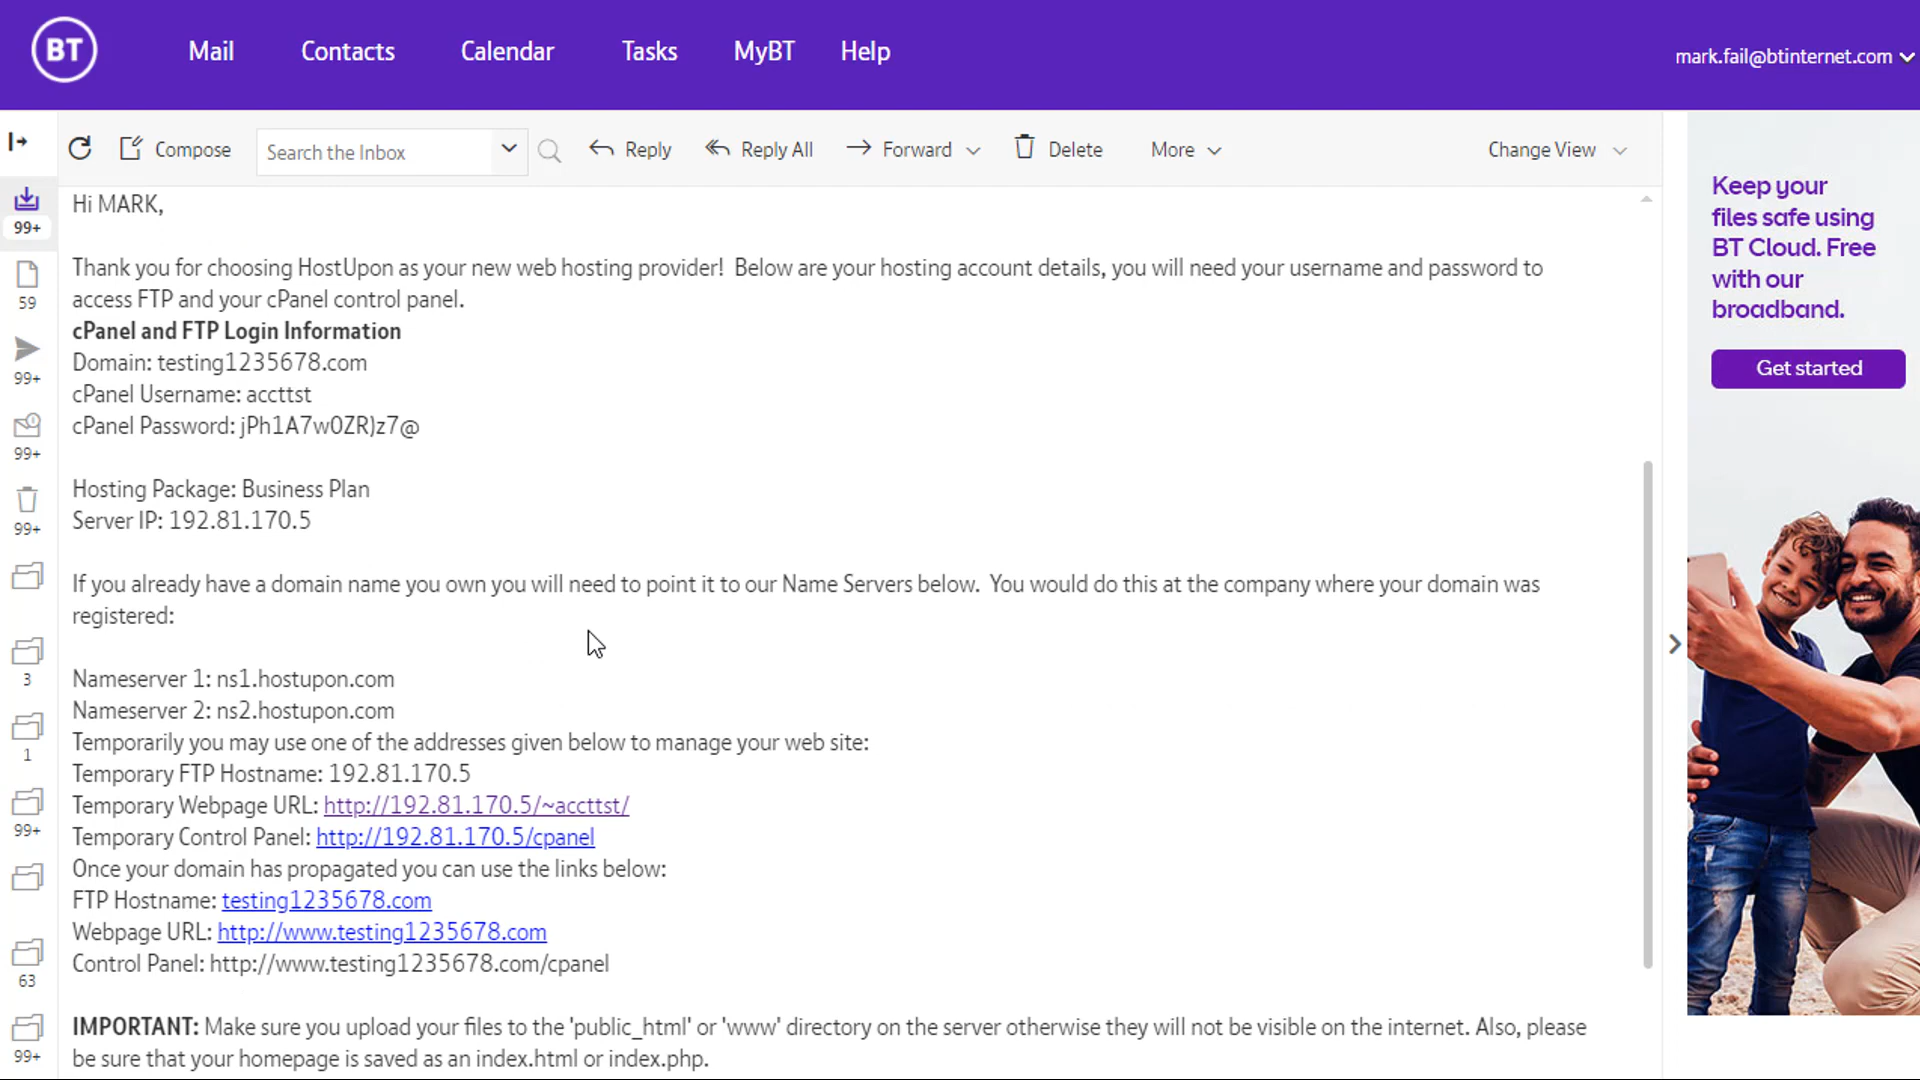 BT
Mail
Contacts
Calendar
Tasks
MyBT
Help
mark.fail@btinternet.com
Compose
Search the Inbox
Reply
Reply All
Forward
Delete
More
Change View
99+
59
99+
99+
99+
3
1
99+
63
99+
Hi MARK,
Thank you for choosing HostUpon as your new web hosting provider!  Below are your hosting account details, you will need your username and password to
access FTP and your cPanel control panel.
cPanel and FTP Login Information
Domain: testing1235678.com
cPanel Username: accttst
cPanel Password: jPh1A7w0ZR)z7@
Hosting Package: Business Plan
Server IP: 192.81.170.5
If you already have a domain name you own you will need to point it to our Name Servers below.  You would do this at the company where your domain was
registered:
Nameserver 1: ns1.hostupon.com
Nameserver 2: ns2.hostupon.com
Temporarily you may use one of the addresses given below to manage your web site:
Temporary FTP Hostname: 192.81.170.5
Temporary Webpage URL: http://192.81.170.5/~accttst/
Temporary Control Panel: http://192.81.170.5/cpanel
Once your domain has propagated you can use the links below:
FTP Hostname: testing1235678.com
Webpage URL: http://www.testing1235678.com
Control Panel: http://www.testing1235678.com/cpanel
IMPORTANT: Make sure you upload your files to the 'public_html' or 'www' directory on the server otherwise they will not be visible on the internet. Also, please
be sure that your homepage is saved as an index.html or index.php.
Keep your
files safe using
BT Cloud. Free
with our
broadband.
Get started